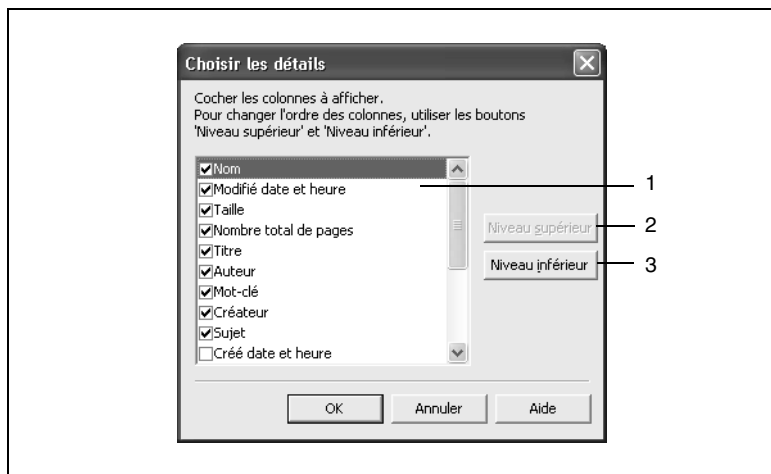 Choisir les détails
Cocher les colonnes à afficher.
Pour changer l'ordre des colonnes, utiliser les boutons
'Niveau supérieur' et 'Niveau inférieur'.
Nom
Modifié date et heure
Taille
Nombre total de pages
Titre
Auteur
Mot-clé
Créateur
Sujet
Créé date et heure
1
Niveau supérieur
2
Niveau inférieur
3
OK
Annuler
Aide